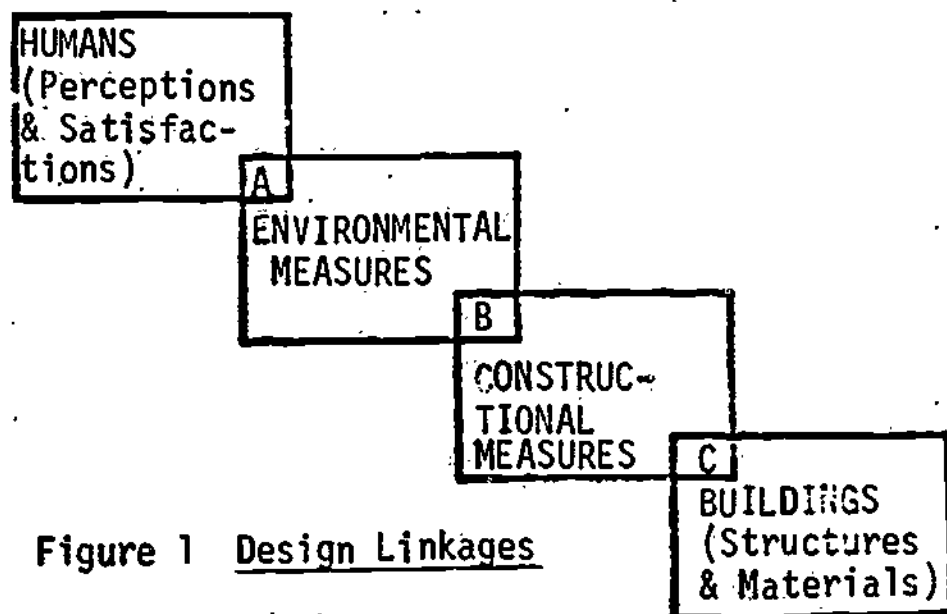 HUMANS
(Perceptions
& Satisfac-
tions)
A
ENVIRONMENTAL
MEASURES
B
CONSTRUC-
TIONAL
MEASURES
C
BUILDINGS
(Structures
& Materials)
Figure 1 Design Linkages